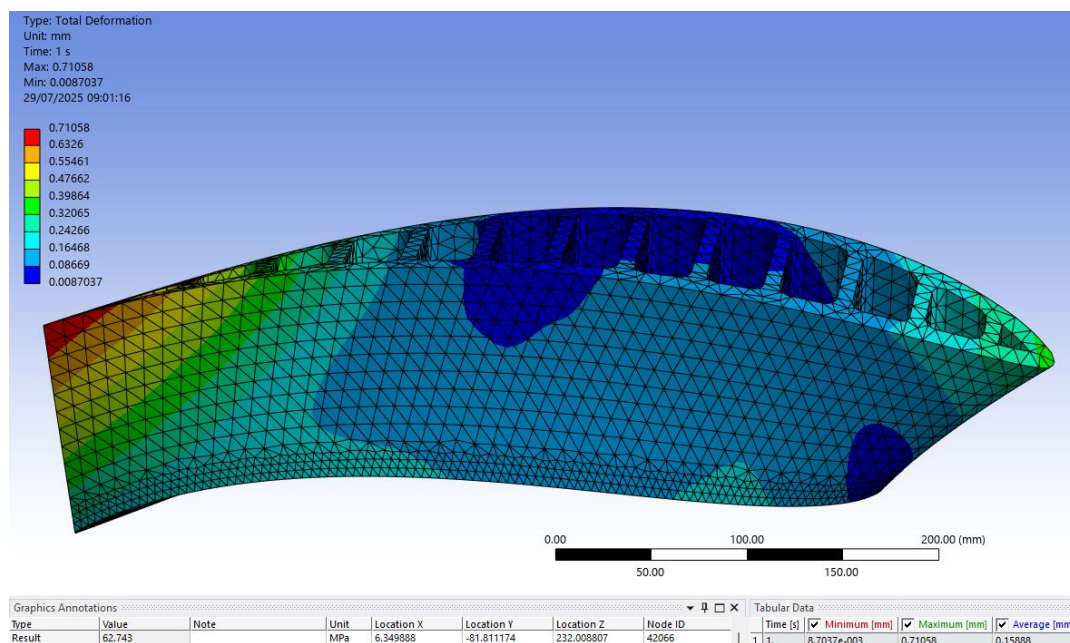 Type: Total Deformation
Unit: mm
Time: 1 s
Max: 0.71058
Min: 0.0087037
29/07/2025 09:01:16
0.71058
0.6326
0.55461
0.47662
0.39864
0.32065
0.24266
0.16468
0.08669
0.0087037
0.00 100.00 200.00 (mm)
50.00 150.00
Graphics Annotations Tabular Data
Type Value Note Unit Location X Location Y Location Z Node ID Time [s] Minimum [mm] Maximum [mm] Average [mm
Result 62.743 MPa 6.349888 -81.811174 232.008807 42066 1 1. 8.7037e-003 0.71058 0.15888